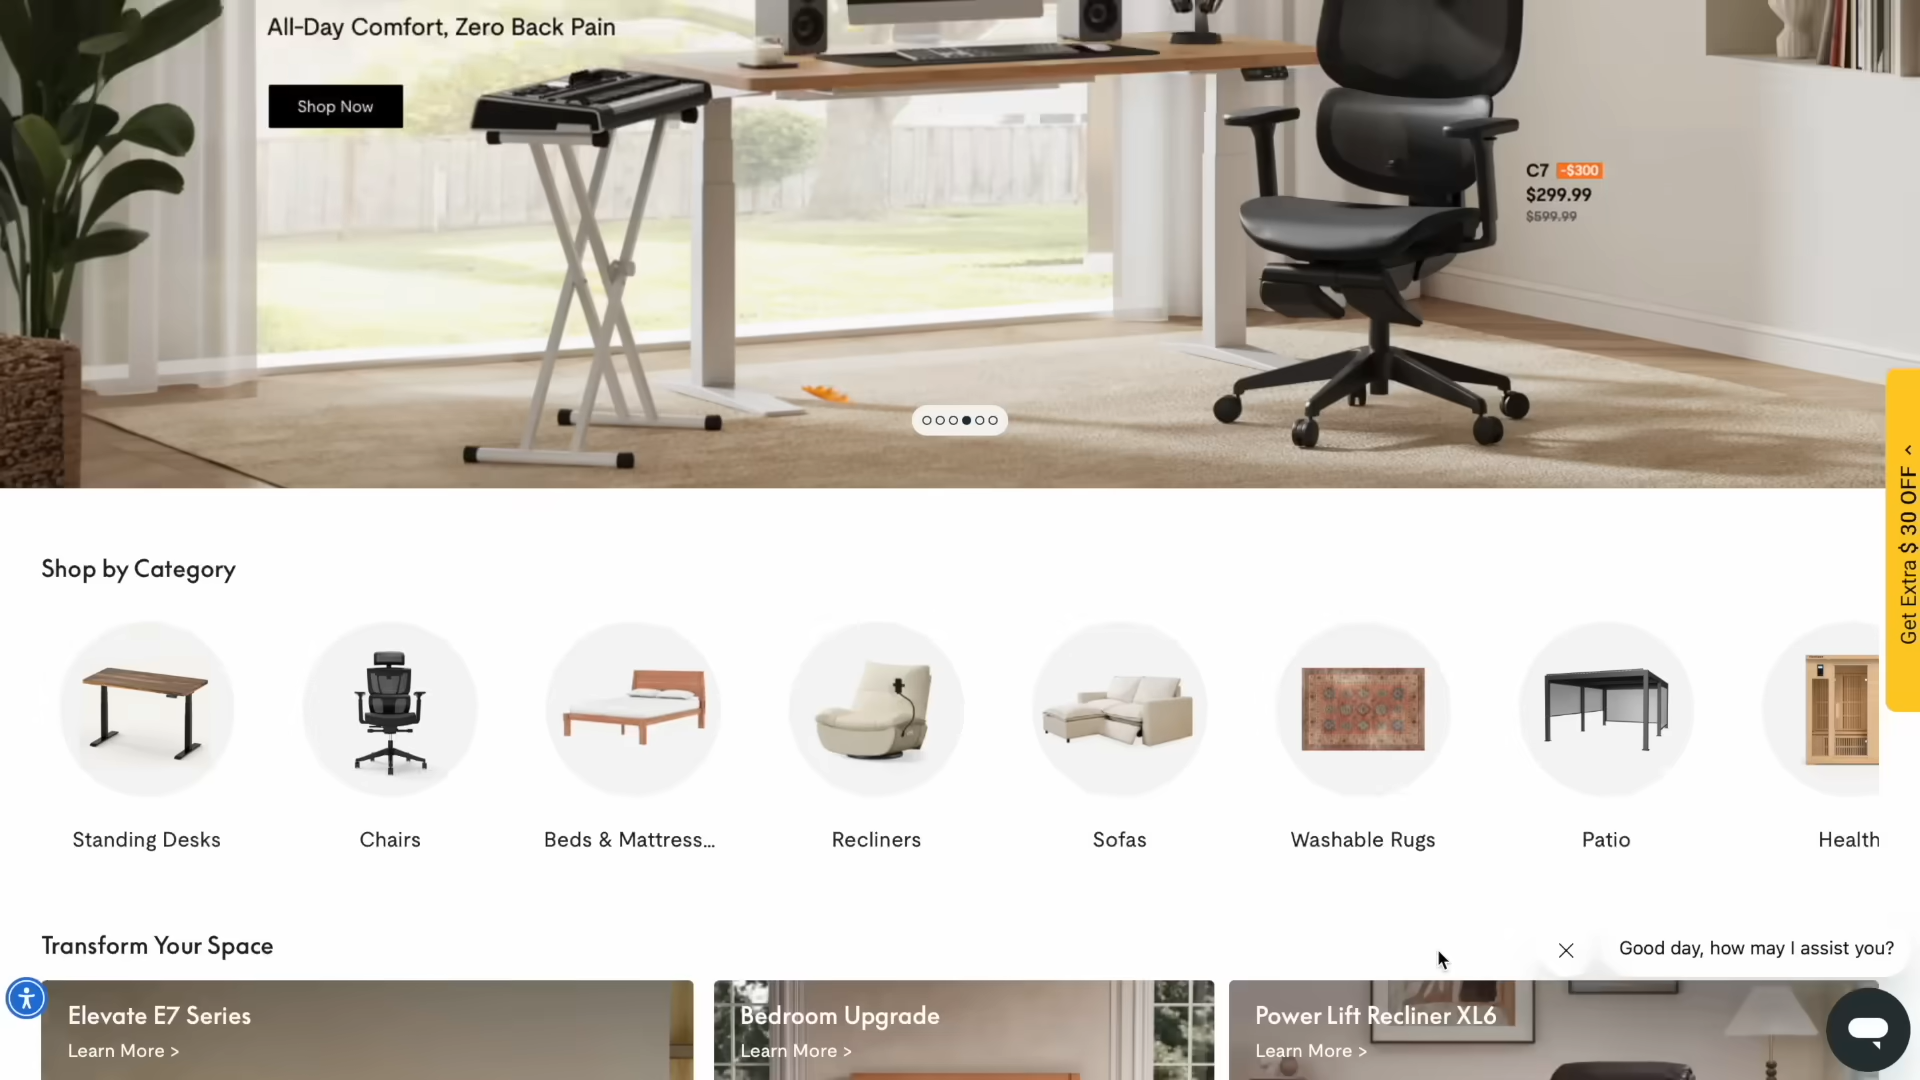 All-Day Comfort, Zero Back Pain
Shop Now
C7 -$300
$299.99
$599.99
Get Extra $ 30 OFF
Shop by Category
Standing Desks
Chairs
Beds & Mattress...
Recliners
Sofas
Washable Rugs
Patio
Health
Transform Your Space
Good day, how may I assist you?
Elevate E7 Series
Learn More >
Bedroom Upgrade
Learn More >
Power Lift Recliner XL6
Learn More >